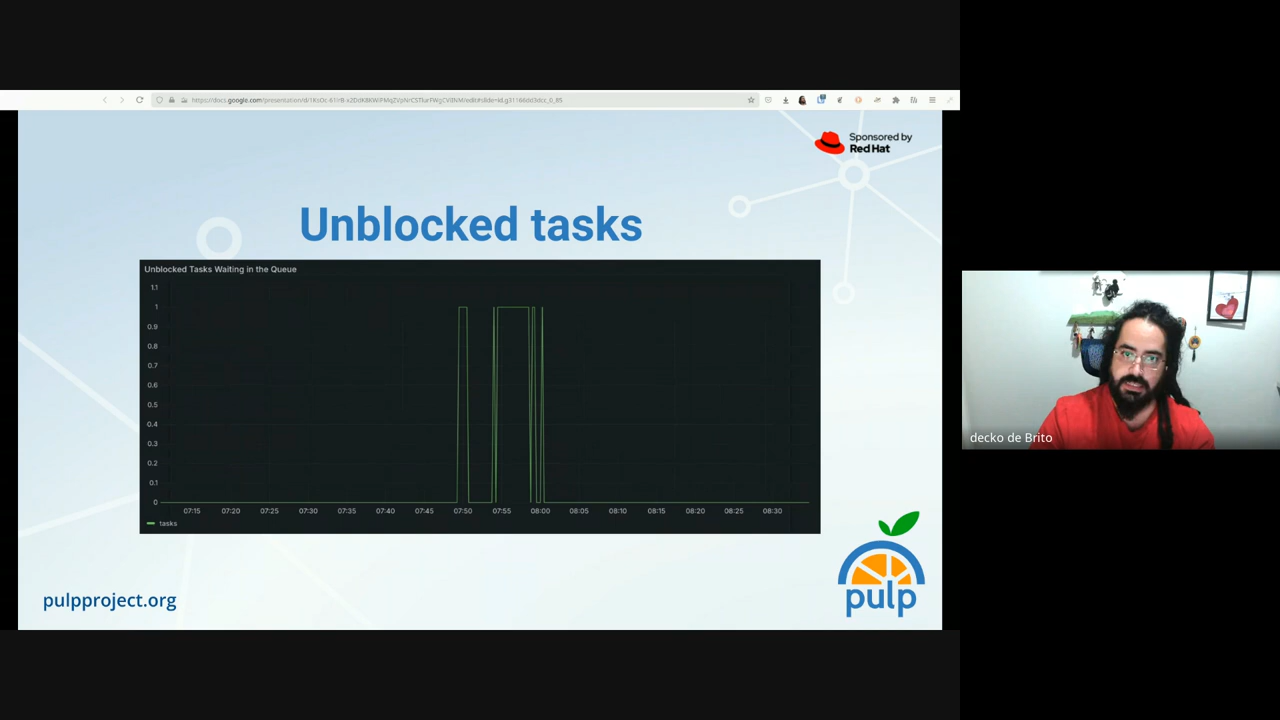 Sponsored by
Red Hat
Unblocked tasks
Unblocked Tasks Waiting in the Queue
1.1
1
0.9
0.8
0.7
0.6
0.5
0.4
0.3
0.2
0.1
0
07:15 07:20 07:25 07:30 07:35 07:40 07:45 07:50 07:55 08:00 08:05 08:10 08:15 08:20 08:25 08:30
tasks
decko de Brito
pulpproject.org
pulp